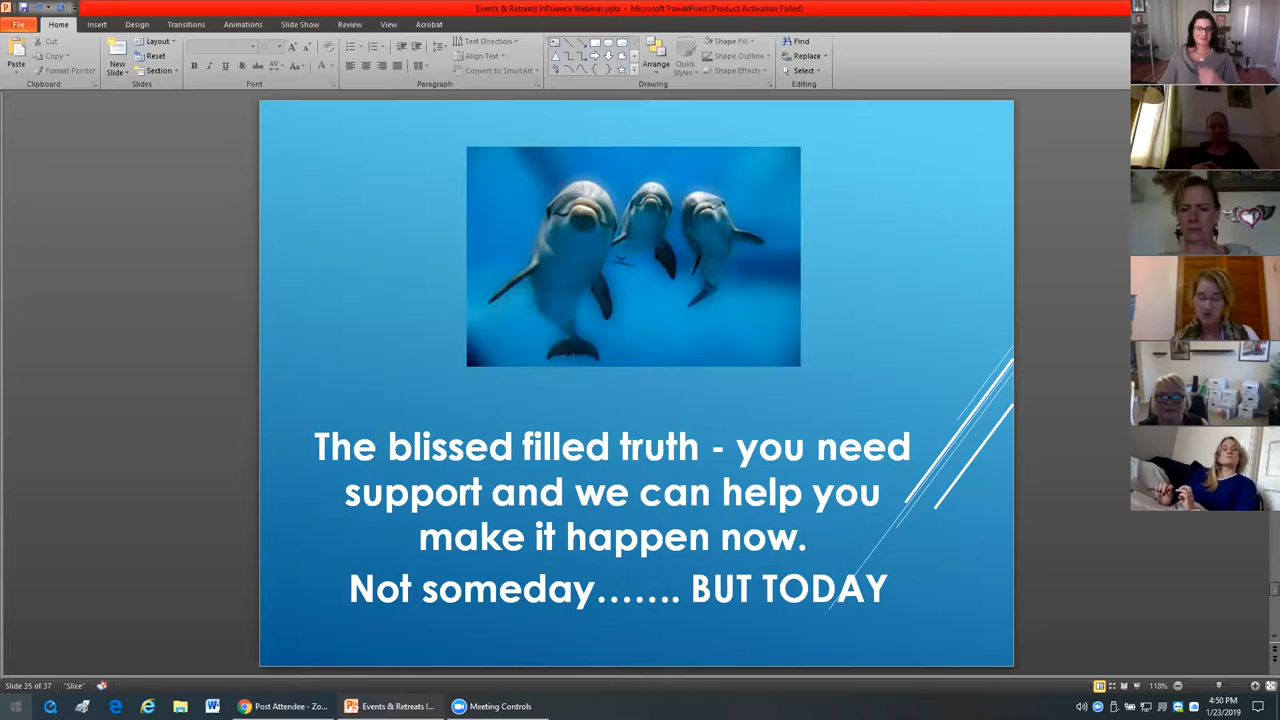 Events & Retreats Influence Webinar.pptx - Microsoft PowerPoint (Product Activation Failed)
File Home Insert Design Transitions Animations Slide Show Review View Acrobat
Cut Layout Text Direction Shape Fill Find
Copy Reset Align Text Shape Outline Replace
Paste Format Painter New Slide Section Convert to SmartArt Arrange Quick Styles Shape Effects Select
Clipboard Slides Font Paragraph Drawing Editing
The blissed filled truth - you need
support and we can help you
make it happen now.
Not someday....... BUT TODAY
Slide 35 of 37 "Slice" 118%
Post Attendee - Zo... Events & Retreats I... Meeting Controls
4:50 PM
1/23/2019